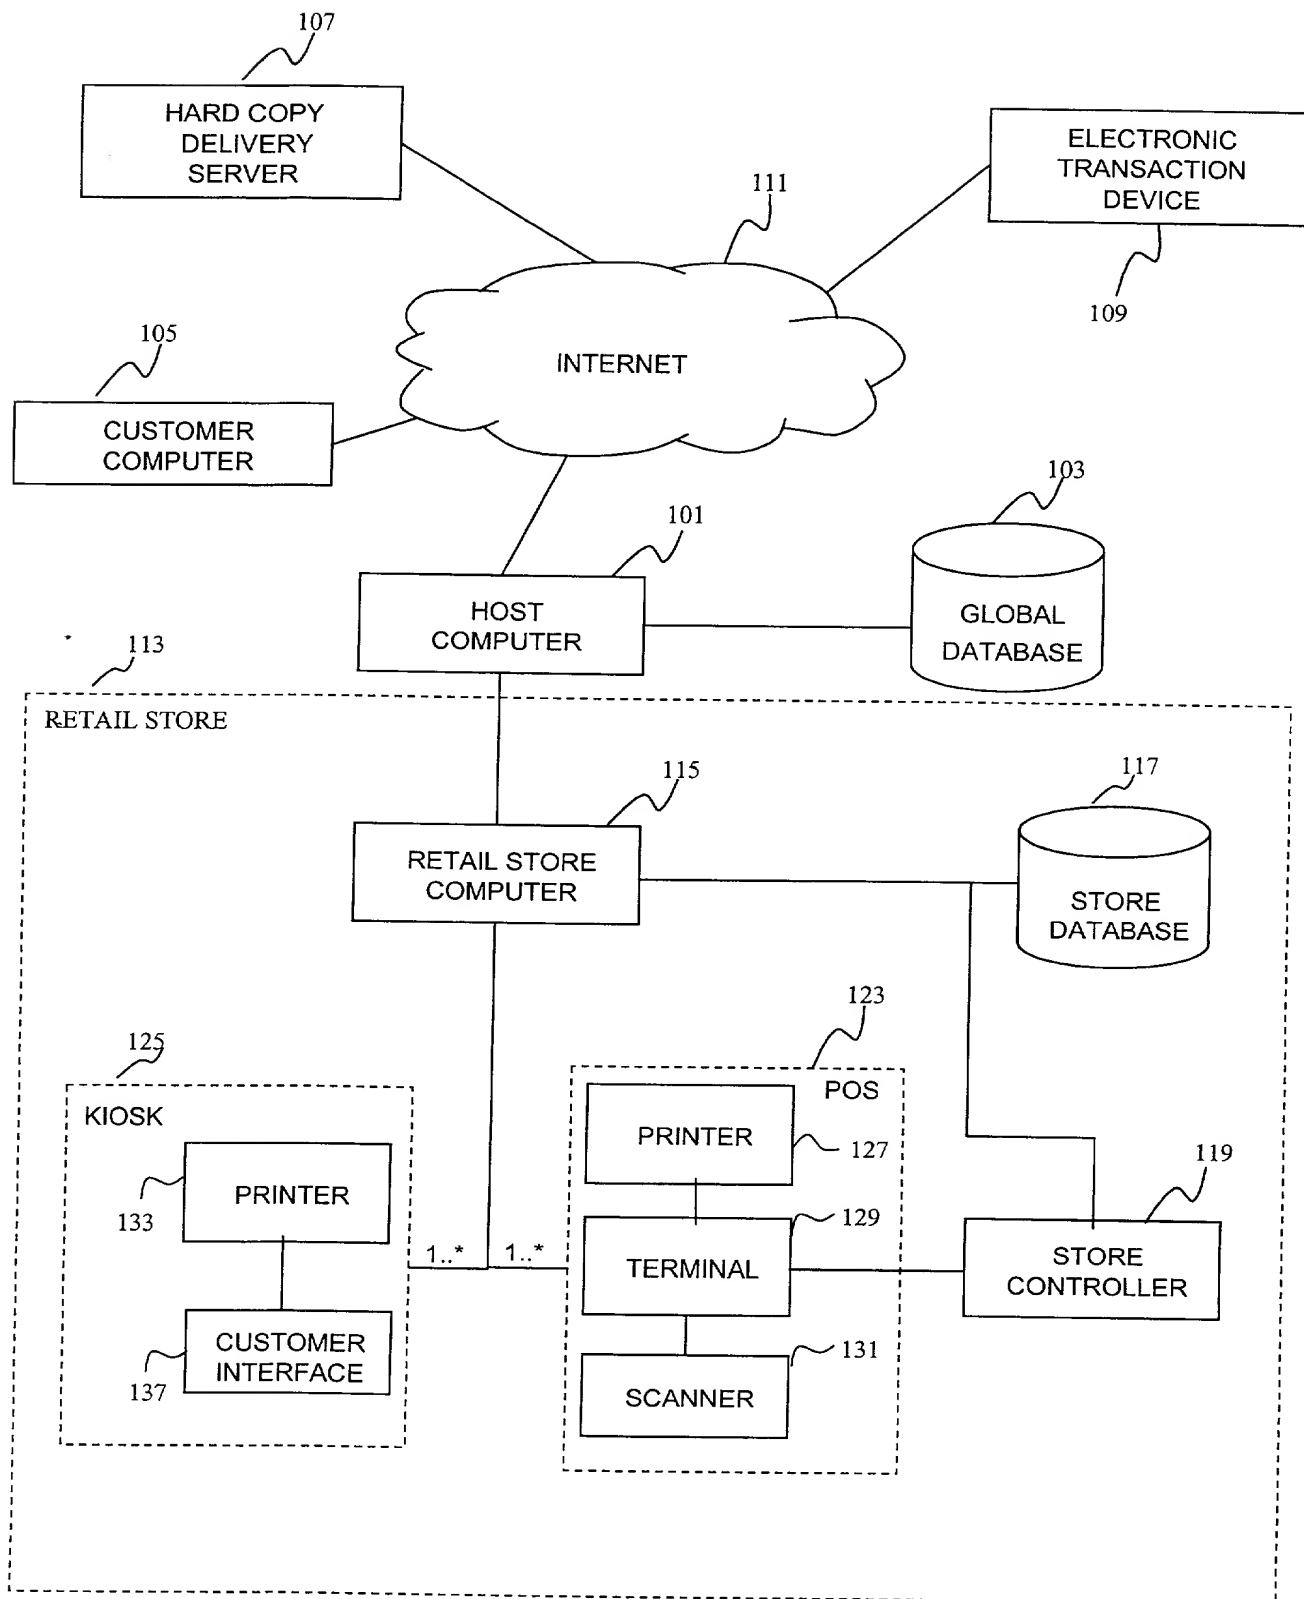 107
HARD COPY
DELIVERY
SERVER
ELECTRONIC
TRANSACTION
DEVICE
111
109
105
INTERNET
CUSTOMER
COMPUTER
103
101
HOST
COMPUTER
GLOBAL
DATABASE
113
RETAIL STORE
115
117
RETAIL STORE
COMPUTER
STORE
DATABASE
123
125
KIOSK
POS
PRINTER
127
119
PRINTER
133
129
1..*
1..*
TERMINAL
STORE
CONTROLLER
CUSTOMER
INTERFACE
137
131
SCANNER